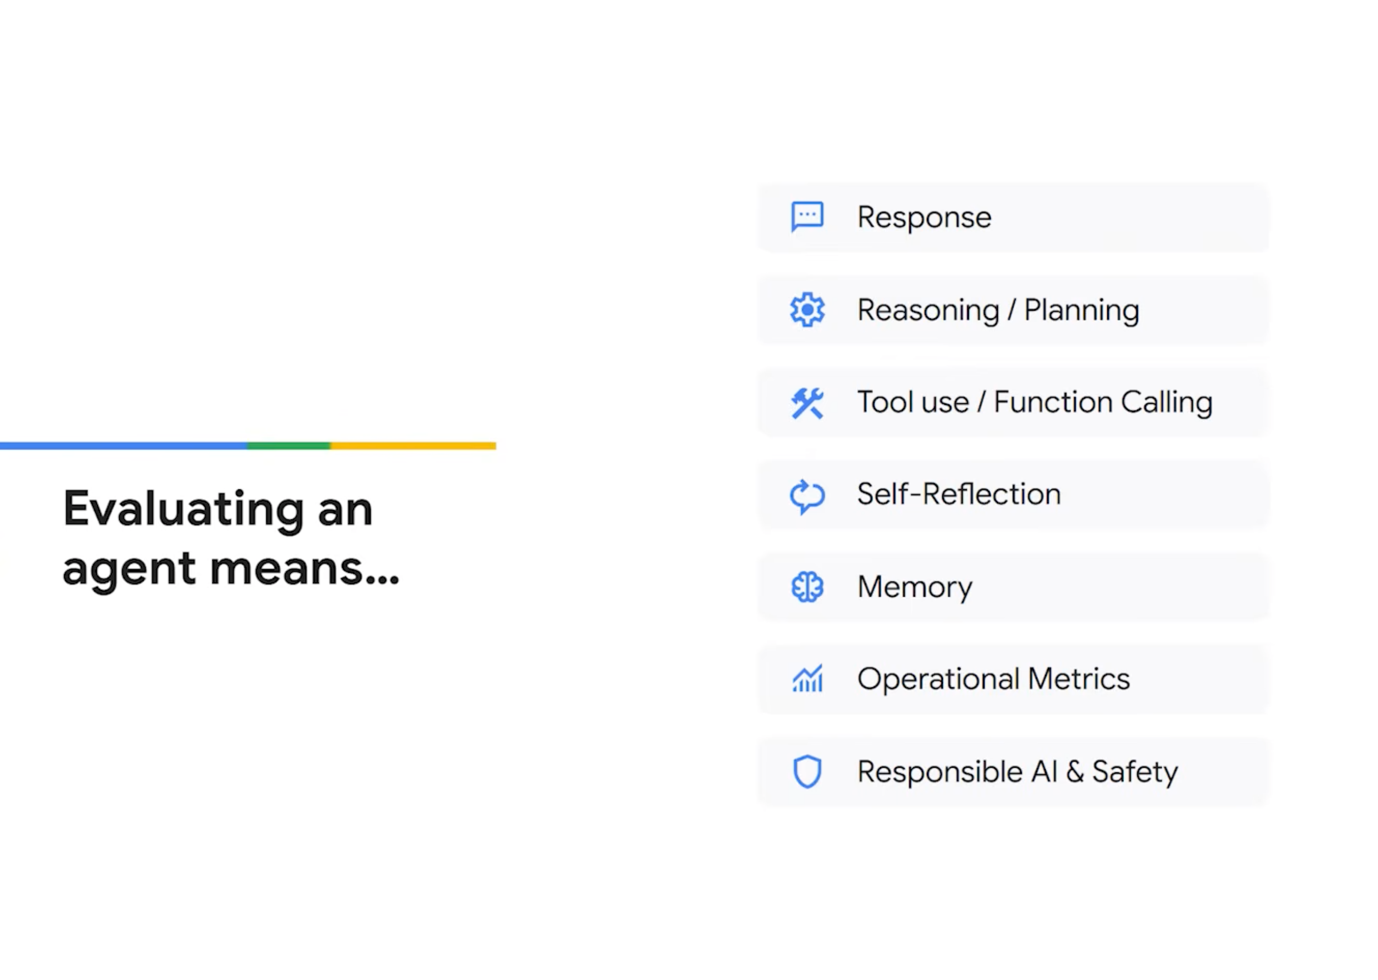 Evaluating an
agent means...
Response
Reasoning / Planning
Tool use / Function Calling
Self-Reflection
Memory
Operational Metrics
Responsible AI & Safety